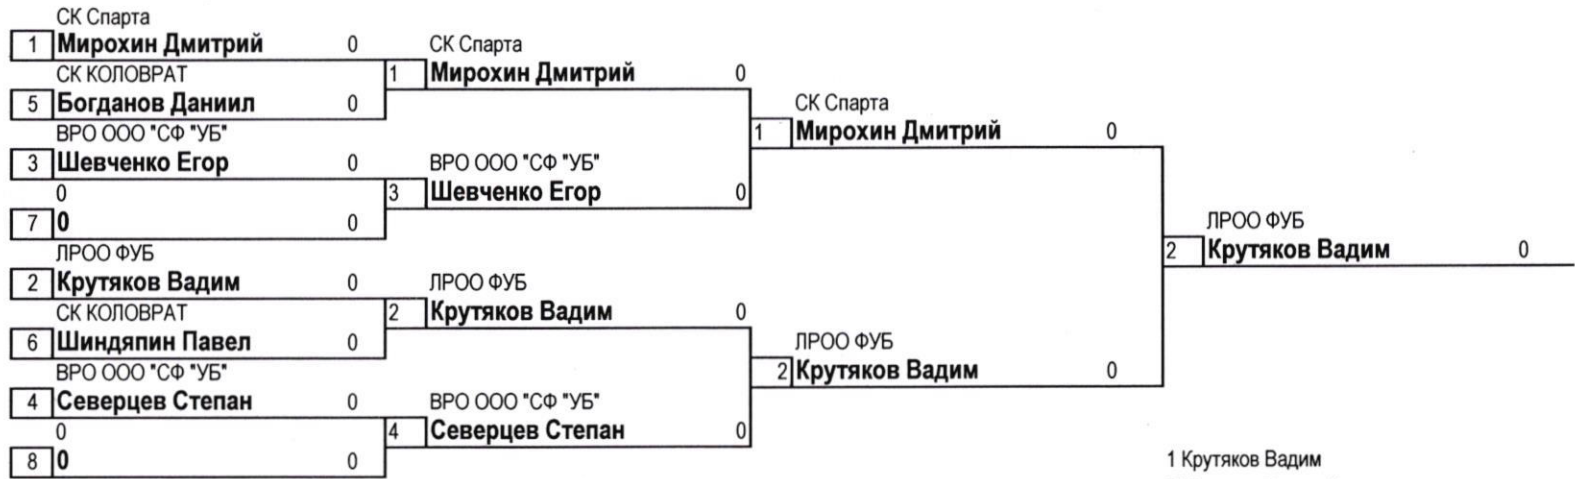 СК Спарта
1 Мирохин Дмитрий 0
СК КОЛОВРАТ
5 Богданов Даниил 0
ВРО ООО "СФ "УБ"
3 Шевченко Егор 0
0
7 0 0
ЛРОО ФУБ
2 Крутяков Вадим 0
СК КОЛОВРАТ
6 Шиндяпин Павел 0
ВРО ООО "СФ "УБ"
4 Северцев Степан 0
0
8 0 0
СК Спарта
1 Мирохин Дмитрий 0
ВРО ООО "СФ "УБ"
3 Шевченко Егор 0
ЛРОО ФУБ
2 Крутяков Вадим 0
ВРО ООО "СФ "УБ"
4 Северцев Степан 0
СК Спарта
1 Мирохин Дмитрий 0
ЛРОО ФУБ
2 Крутяков Вадим 0
ЛРОО ФУБ
2 Крутяков Вадим 0
1 Крутяков Вадим